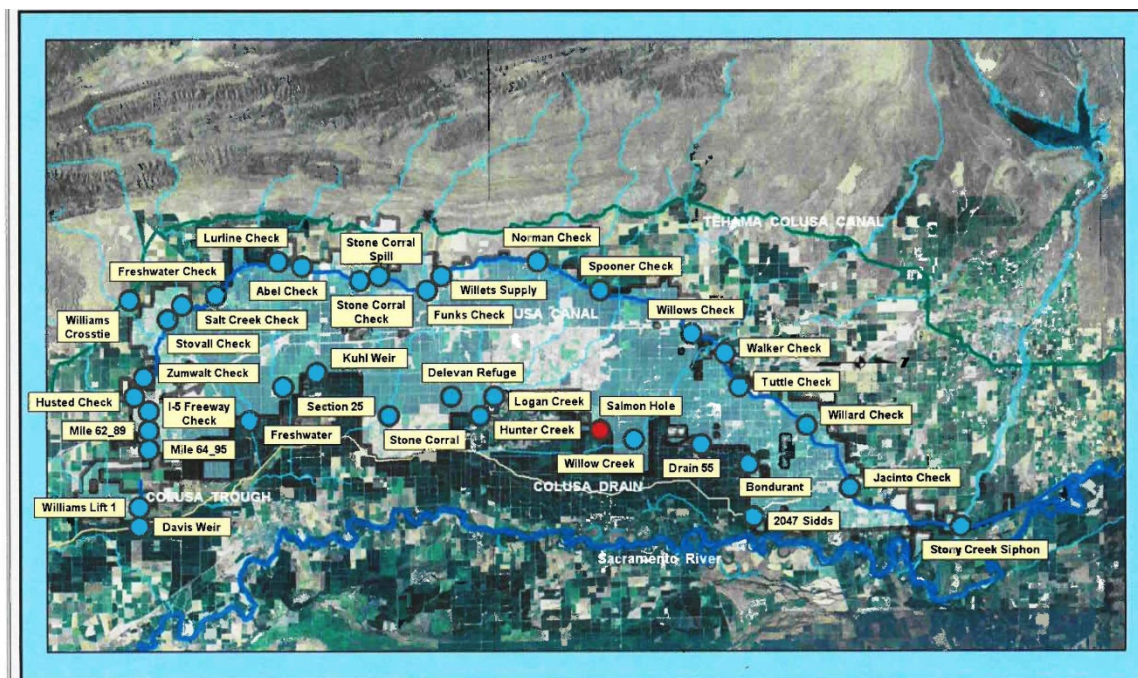 TEHAMA COLUSA CANAL
Lurline Check
Stone Corral
Spill
Norman Check
Freshwater Check
Abel Check
Stone Corral
Check
Willets Supply
Spooner Check
Williams
Crosstie
Salt Creek Check
Funks Check
USA CANAL
Willows Check
Stovall Check
Walker Check
Kuhl Weir
Delevan Refuge
Zumwalt Check
Tuttle Check
Husted Check
I-5 Freeway
Check
Section 25
Logan Creek
Salmon Hole
Willard Check
Mile 62_89
Freshwater
Stone Corral
Hunter Creek
Mile 64_95
Willow Creek
Drain 55
Bondurant
Jacinto Check
COLUSA_TROUGH
COLUSA_DRAIN
Williams Lift 1
Davis Weir
2047 Sidds
Stony Creek Siphon
Sacramento River